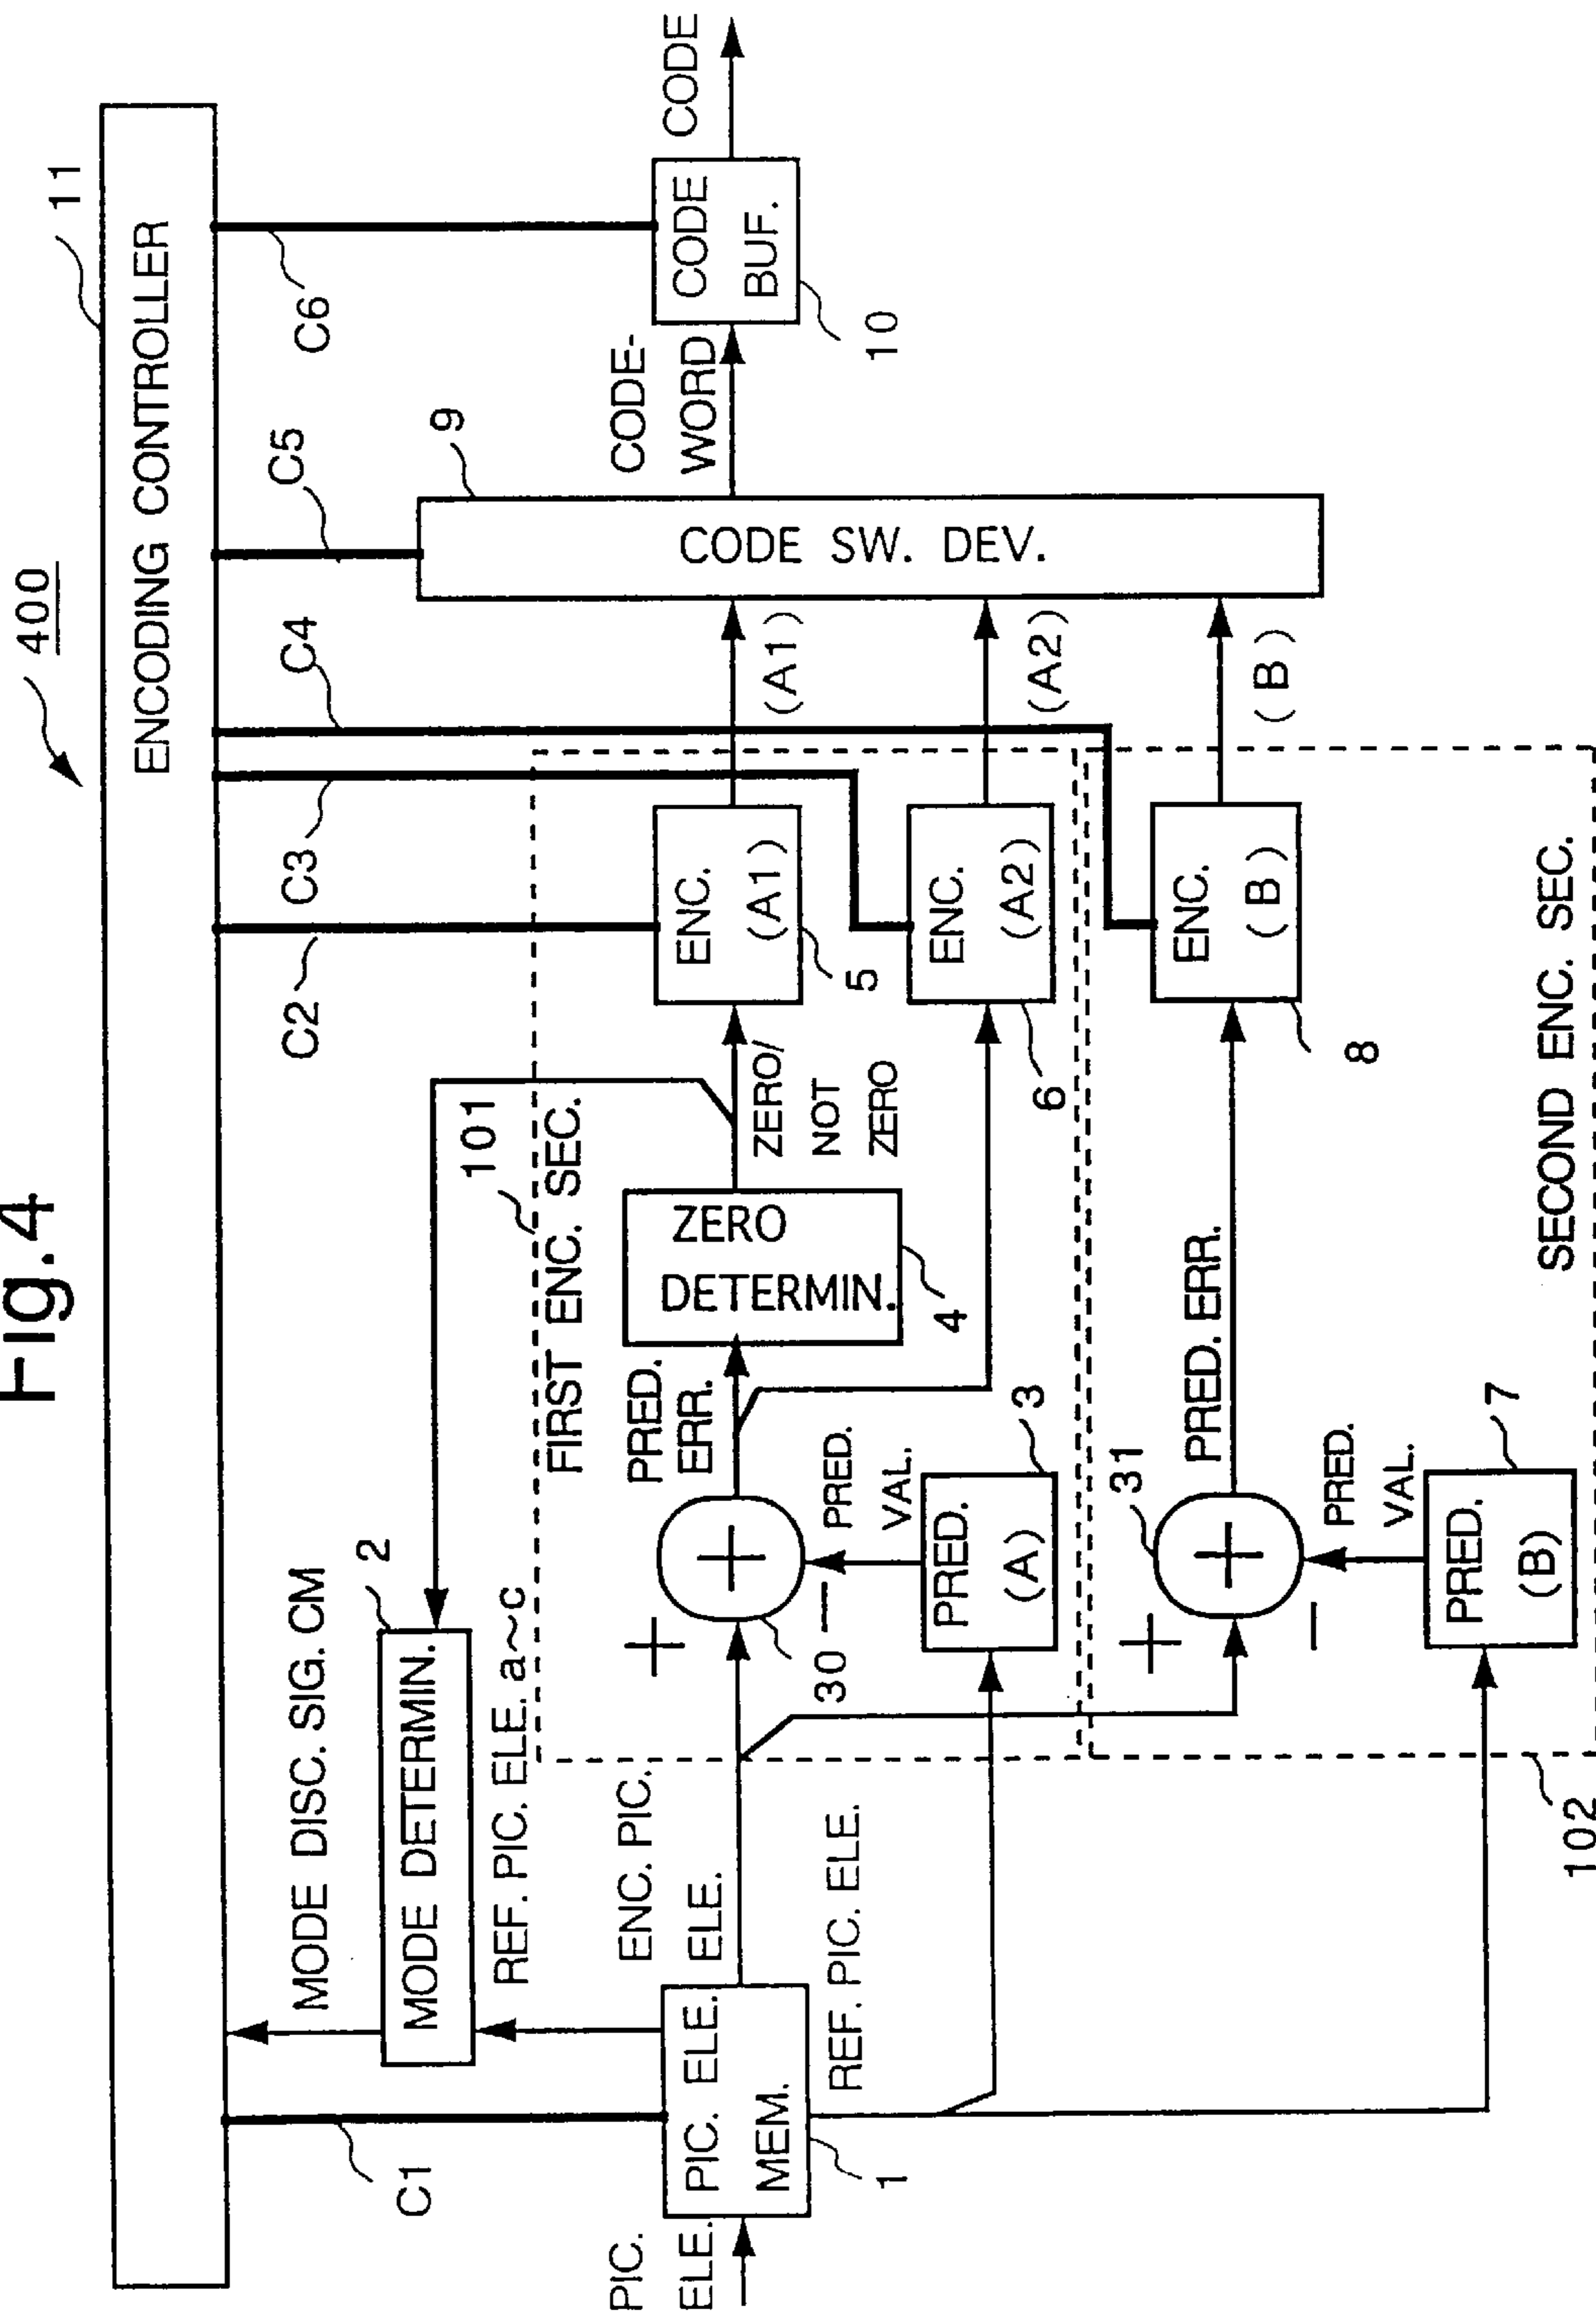 Fig.4
400
11
ENCODING CONTROLLER
C1
C2
C3
C4
C5
C6
MODE DISC. SIG. CM
2
MODE DETERMIN.
REF. PIC. ELE. a~c
101
FIRST ENC. SEC.
PIC.
ELE.
PIC. ELE.
MEM.
1
ENC. PIC.
ELE.
REF. PIC. ELE.
+
+
30
−
PRED.
VAL.
PRED.
(A)
3
PRED.
ERR.
ZERO
DETERMIN.
4
ZERO/
NOT
ZERO
ENC.
(A1)
5
ENC.
(A2)
6
(A1)
(A2)
(B)
9
CODE SW. DEV.
CODE-
WORD
CODE
BUF.
10
CODE
+
+
31
−
PRED.
VAL.
PRED.
(B)
7
PRED. ERR.
ENC.
(B)
8
SECOND ENC. SEC.
102